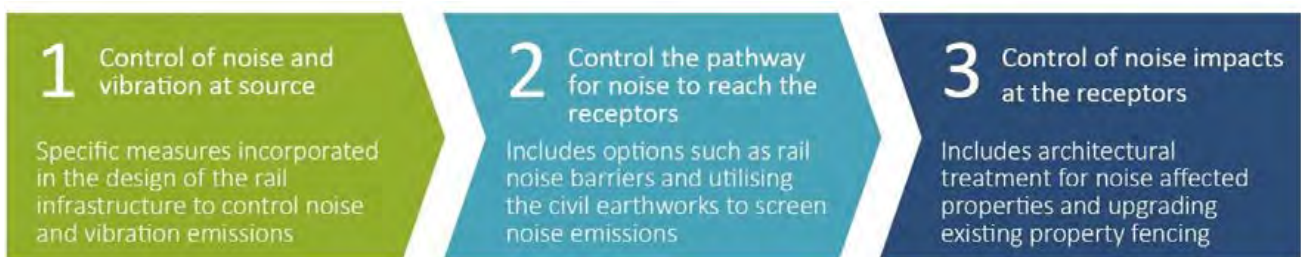 1
Control of noise and
vibration at source
Specific measures incorporated
in the design of the rail
infrastructure to control noise
and vibration emissions
2
Control the pathway
for noise to reach the
receptors
Includes options such as rail
noise barriers and utilising
the civil earthworks to screen
noise emissions
3
Control of noise impacts
at the receptors
Includes architectural
treatment for noise affected
properties and upgrading
existing property fencing